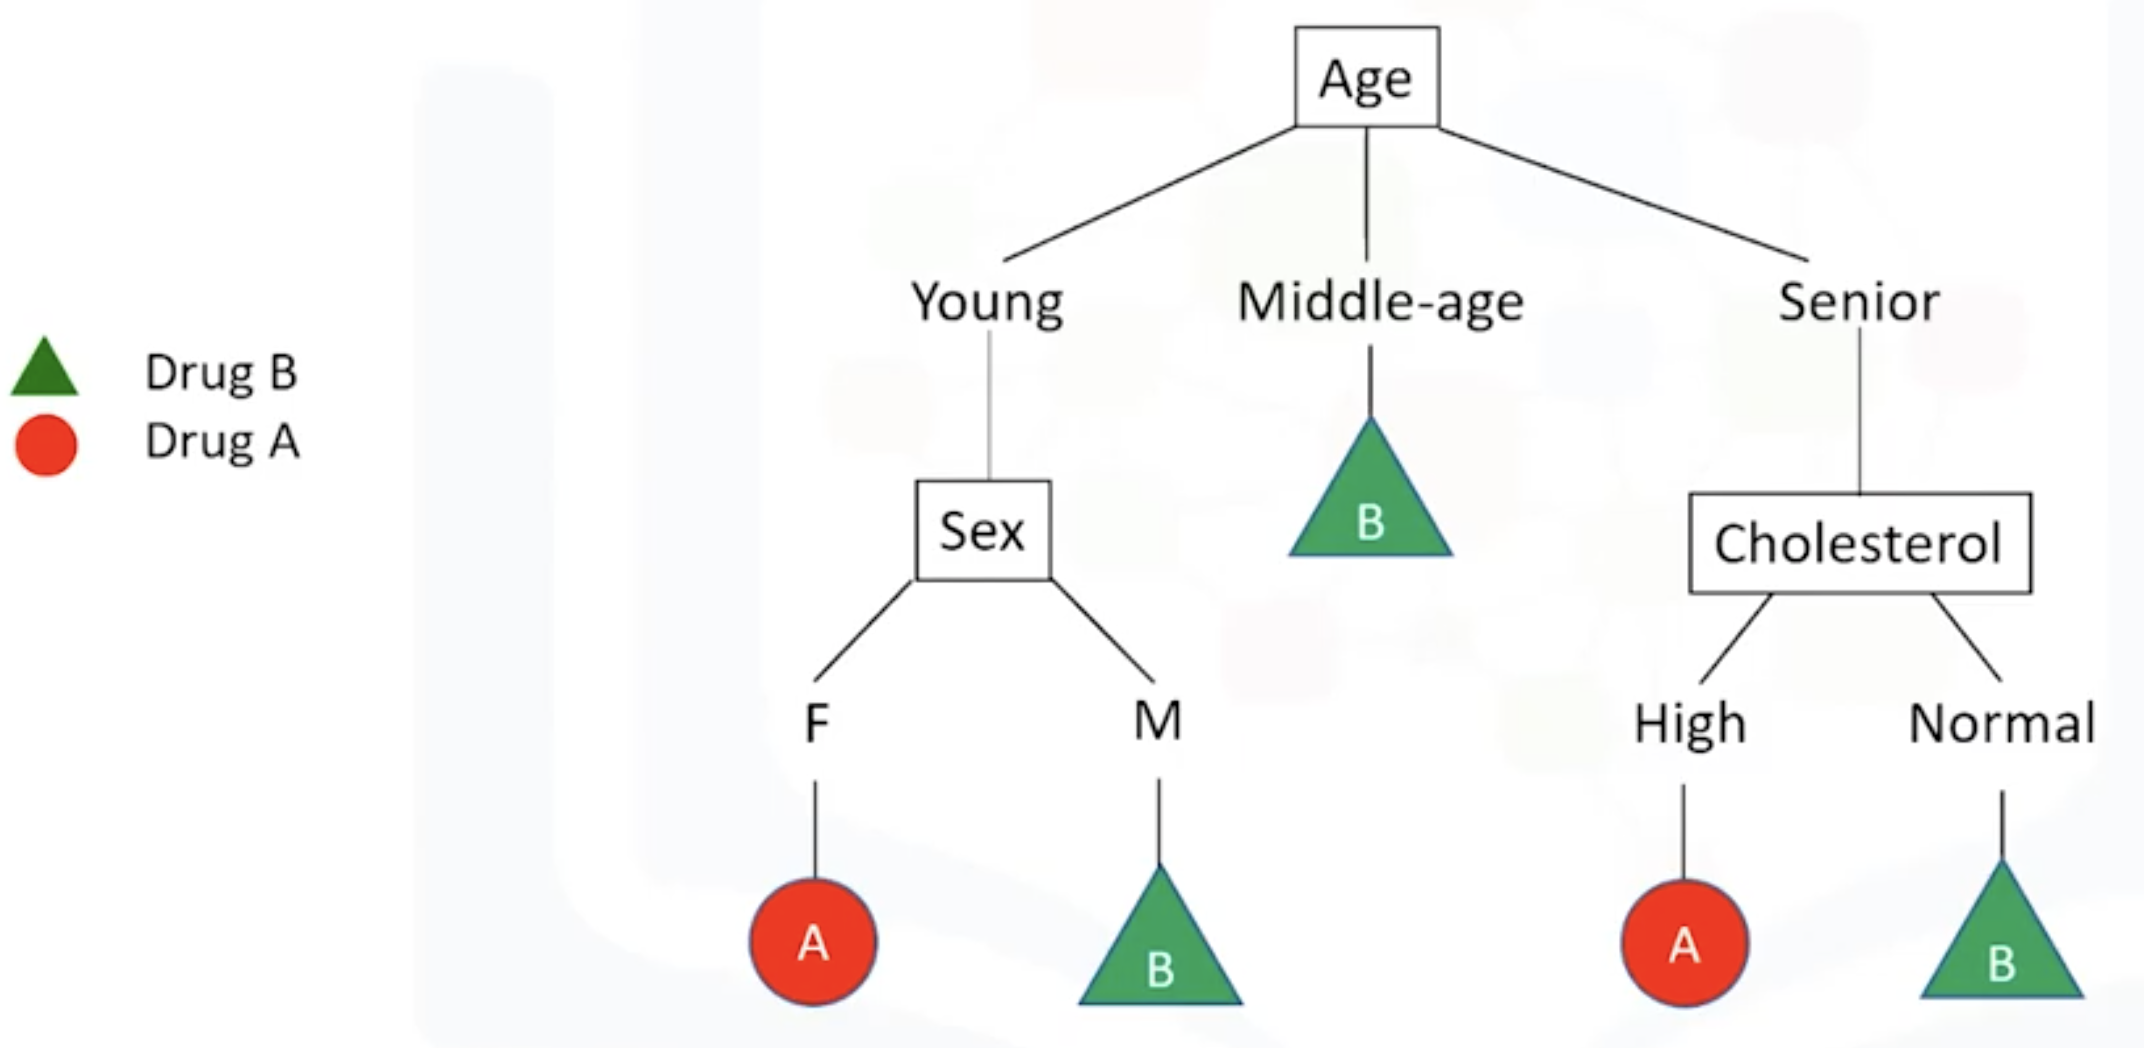 Age
Young
Middle-age
Senior
Drug B
Drug A
Sex
B
Cholesterol
F
M
High
Normal
A
B
A
B